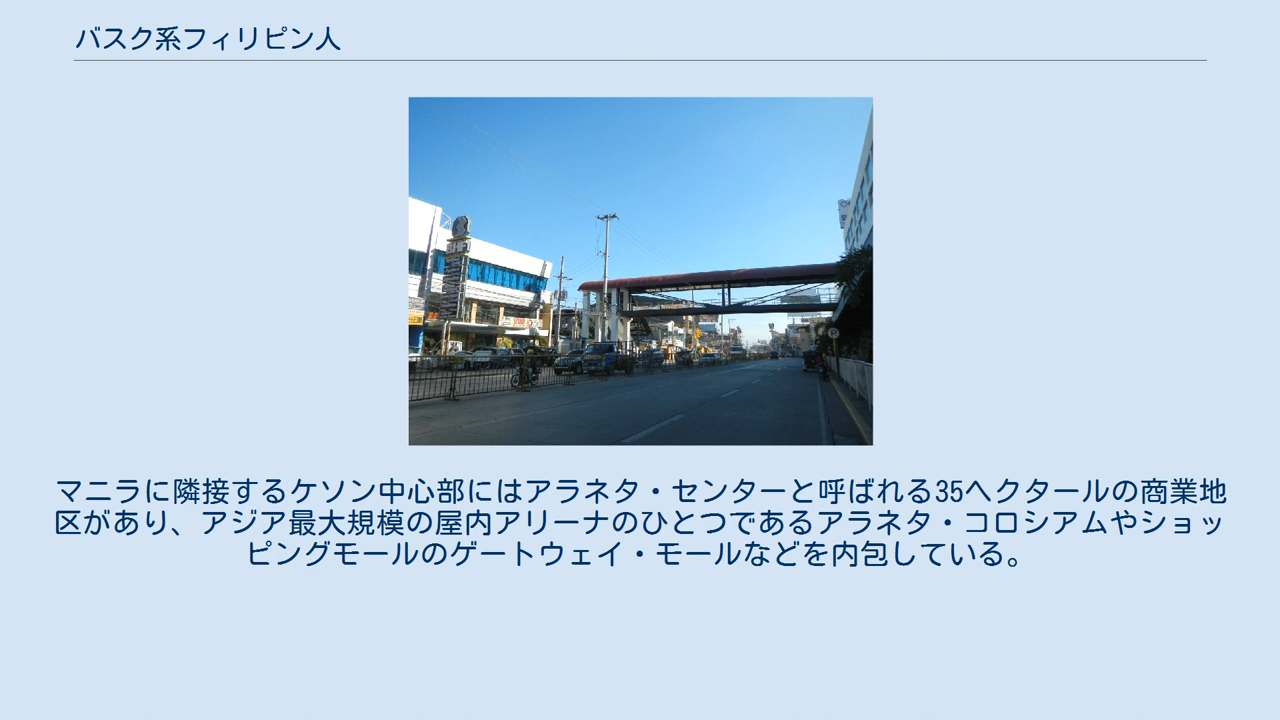 バスク系フィリピン人
マニラに隣接するケソン中心部にはアラネタ・センターと呼ばれる35ヘクタールの商業地
区があり、アジア最大規模の屋内アリーナのひとつであるアラネタ・コロシアムやショッ
ピングモールのゲートウェイ・モールなどを内包している。